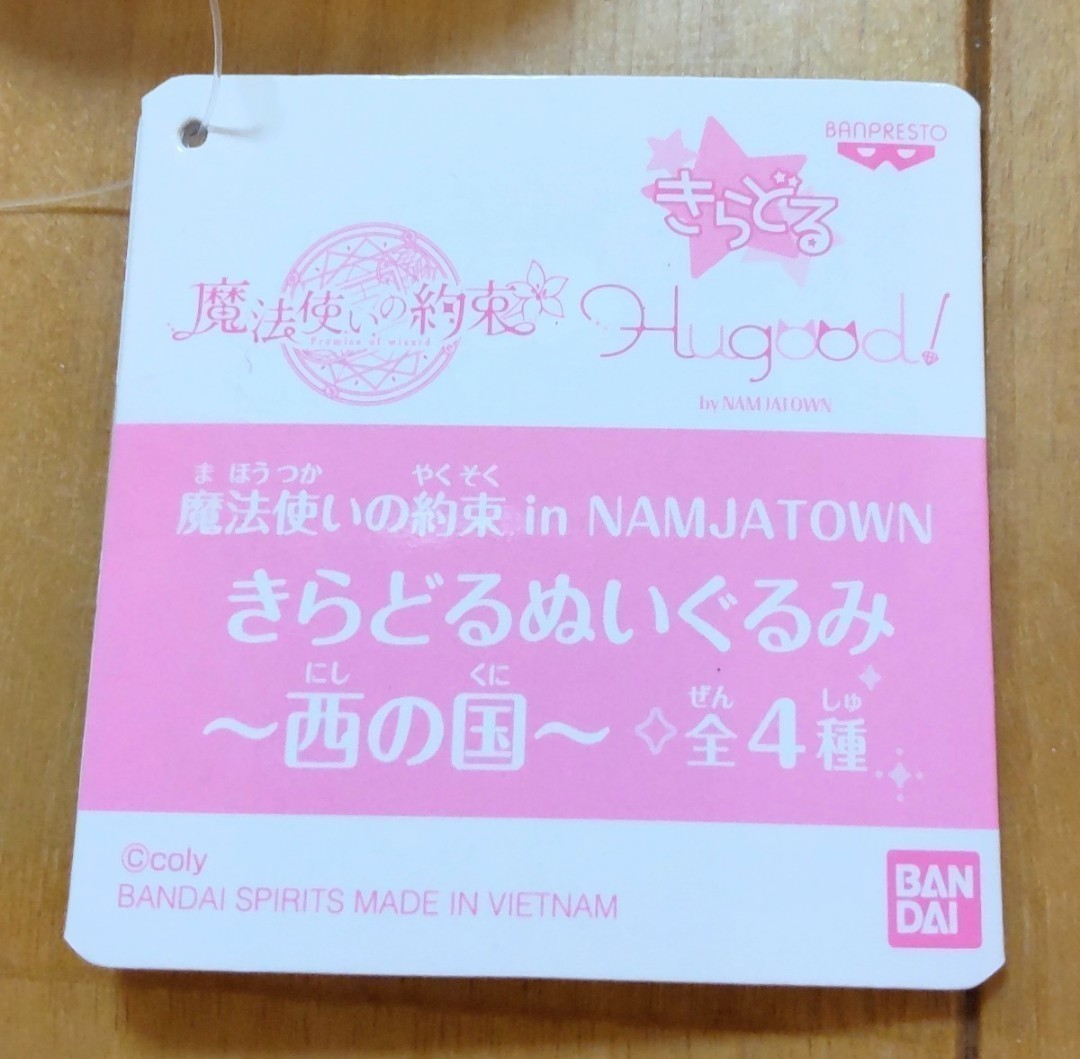 BANPRESTO
きらどる
魔法使いの約束
Promise of wizard
Hugood!
by NAMJATOWN
ま ほう つか やく そく
魔法使いの約束 in NAMJATOWN
きらどるぬいぐるみ
にし くに ぜん しゅ
～西の国～ 全4種
©coly
BANDAI SPIRITS MADE IN VIETNAM
BAN
DAI